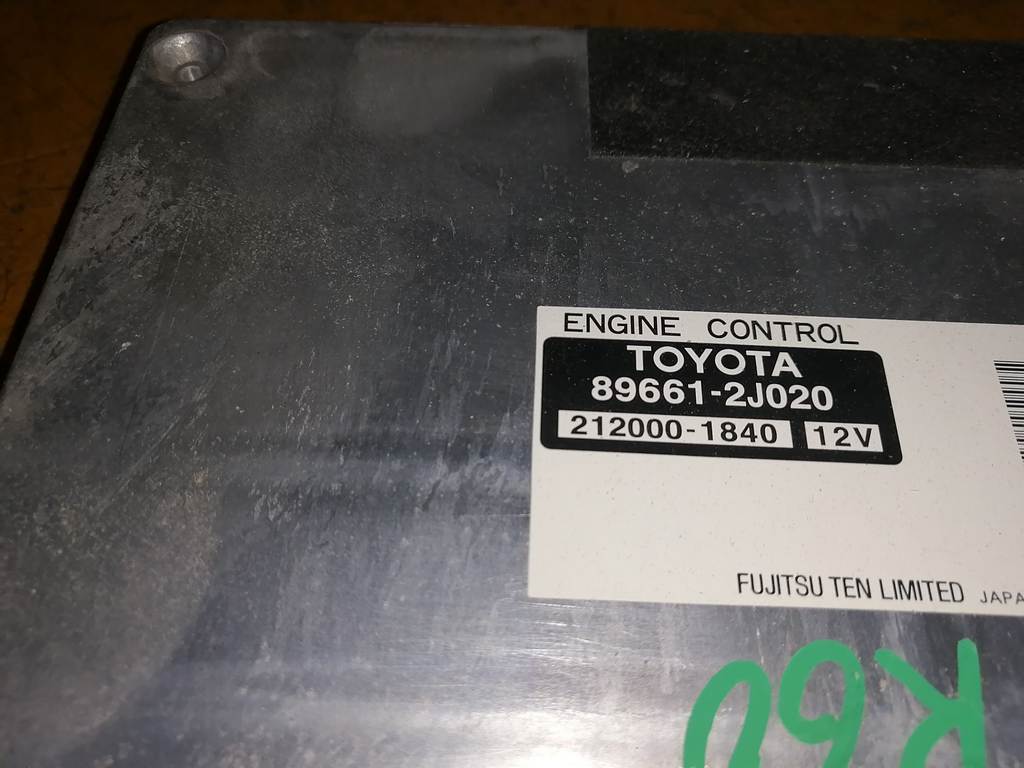 ENGINE CONTROL
TOYOTA
89661-2J020
212000-1840 12V
FUJITSU TEN LIMITED